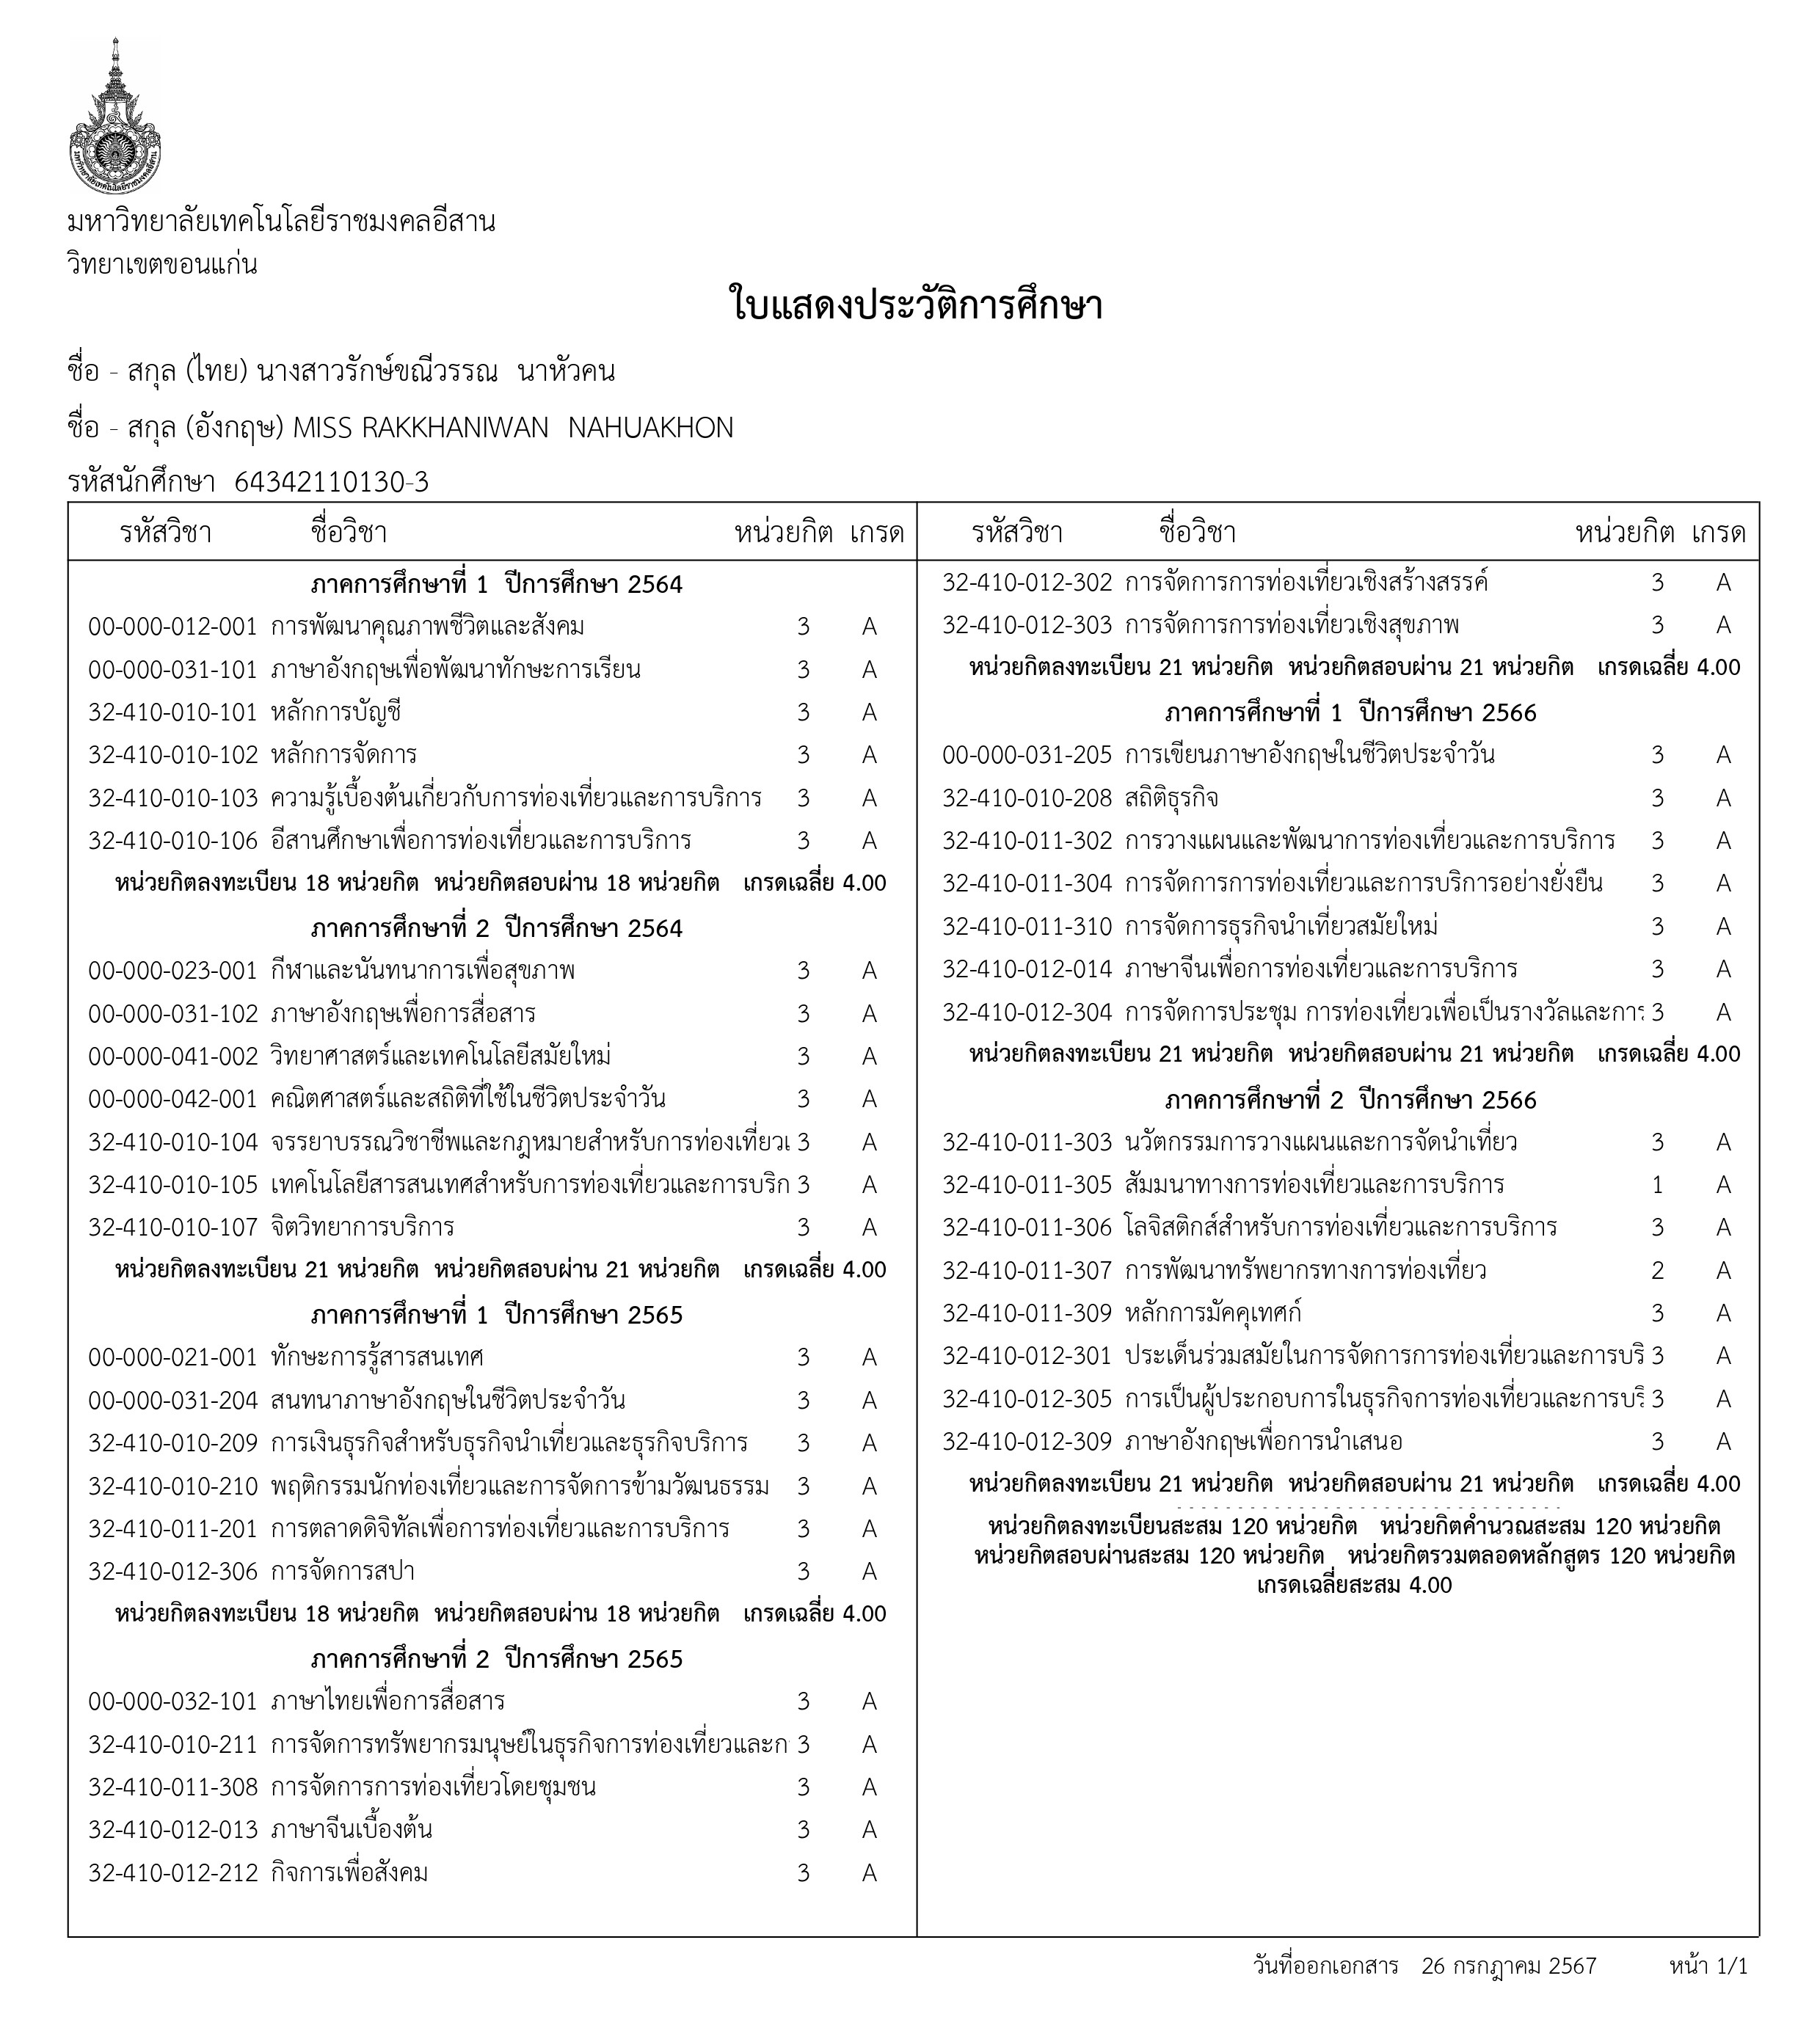 มหาวิทยาลัยเทคโนโลยีราชมงคลอีสาน
มหาวิทยาลัยเทคโนโลยีราชมงคลอีสาน
วิทยาเขตขอนแก่น
ใบแสดงประวัติการศึกษา
ชื่อ - สกุล (ไทย) นางสาวรักษ์ขณีวรรณ นาหัวคน
ชื่อ - สกุล (อังกฤษ) MISS RAKKHANIWAN NAHUAKHON
รหัสนักศึกษา 64342110130-3
รหัสวิชา ชื่อวิชา หน่วยกิต เกรด
ภาคการศึกษาที่ 1 ปีการศึกษา 2564
00-000-012-001 การพัฒนาคุณภาพชีวิตและสังคม 3 A
00-000-031-101 ภาษาอังกฤษเพื่อพัฒนาทักษะการเรียน 3 A
32-410-010-101 หลักการบัญชี 3 A
32-410-010-102 หลักการจัดการ 3 A
32-410-010-103 ความรู้เบื้องต้นเกี่ยวกับการท่องเที่ยวและการบริการ 3 A
32-410-010-106 อีสานศึกษาเพื่อการท่องเที่ยวและการบริการ 3 A
หน่วยกิตลงทะเบียน 18 หน่วยกิต หน่วยกิตสอบผ่าน 18 หน่วยกิต เกรดเฉลี่ย 4.00
ภาคการศึกษาที่ 2 ปีการศึกษา 2564
00-000-023-001 กีฬาและนันทนาการเพื่อสุขภาพ 3 A
00-000-031-102 ภาษาอังกฤษเพื่อการสื่อสาร 3 A
00-000-041-002 วิทยาศาสตร์และเทคโนโลยีสมัยใหม่ 3 A
00-000-042-001 คณิตศาสตร์และสถิติที่ใช้ในชีวิตประจำวัน 3 A
32-410-010-104 จรรยาบรรณวิชาชีพและกฎหมายสำหรับการท่องเที่ยวแ 3 A
32-410-010-105 เทคโนโลยีสารสนเทศสำหรับการท่องเที่ยวและการบริก 3 A
32-410-010-107 จิตวิทยาการบริการ 3 A
หน่วยกิตลงทะเบียน 21 หน่วยกิต หน่วยกิตสอบผ่าน 21 หน่วยกิต เกรดเฉลี่ย 4.00
ภาคการศึกษาที่ 1 ปีการศึกษา 2565
00-000-021-001 ทักษะการรู้สารสนเทศ 3 A
00-000-031-204 สนทนาภาษาอังกฤษในชีวิตประจำวัน 3 A
32-410-010-209 การเงินธุรกิจสำหรับธุรกิจนำเที่ยวและธุรกิจบริการ 3 A
32-410-010-210 พฤติกรรมนักท่องเที่ยวและการจัดการข้ามวัฒนธรรม 3 A
32-410-011-201 การตลาดดิจิทัลเพื่อการท่องเที่ยวและการบริการ 3 A
32-410-012-306 การจัดการสปา 3 A
หน่วยกิตลงทะเบียน 18 หน่วยกิต หน่วยกิตสอบผ่าน 18 หน่วยกิต เกรดเฉลี่ย 4.00
ภาคการศึกษาที่ 2 ปีการศึกษา 2565
00-000-032-101 ภาษาไทยเพื่อการสื่อสาร 3 A
32-410-010-211 การจัดการทรัพยากรมนุษย์ในธุรกิจการท่องเที่ยวและก 3 A
32-410-011-308 การจัดการการท่องเที่ยวโดยชุมชน 3 A
32-410-012-013 ภาษาจีนเบื้องต้น 3 A
32-410-012-212 กิจการเพื่อสังคม 3 A
รหัสวิชา ชื่อวิชา หน่วยกิต เกรด
32-410-012-302 การจัดการการท่องเที่ยวเชิงสร้างสรรค์ 3 A
32-410-012-303 การจัดการการท่องเที่ยวเชิงสุขภาพ 3 A
หน่วยกิตลงทะเบียน 21 หน่วยกิต หน่วยกิตสอบผ่าน 21 หน่วยกิต เกรดเฉลี่ย 4.00
ภาคการศึกษาที่ 1 ปีการศึกษา 2566
00-000-031-205 การเขียนภาษาอังกฤษในชีวิตประจำวัน 3 A
32-410-010-208 สถิติธุรกิจ 3 A
32-410-011-302 การวางแผนและพัฒนาการท่องเที่ยวและการบริการ 3 A
32-410-011-304 การจัดการการท่องเที่ยวและการบริการอย่างยั่งยืน 3 A
32-410-011-310 การจัดการธุรกิจนำเที่ยวสมัยใหม่ 3 A
32-410-012-014 ภาษาจีนเพื่อการท่องเที่ยวและการบริการ 3 A
32-410-012-304 การจัดการประชุม การท่องเที่ยวเพื่อเป็นรางวัลและการ 3 A
หน่วยกิตลงทะเบียน 21 หน่วยกิต หน่วยกิตสอบผ่าน 21 หน่วยกิต เกรดเฉลี่ย 4.00
ภาคการศึกษาที่ 2 ปีการศึกษา 2566
32-410-011-303 นวัตกรรมการวางแผนและการจัดนำเที่ยว 3 A
32-410-011-305 สัมมนาทางการท่องเที่ยวและการบริการ 1 A
32-410-011-306 โลจิสติกส์สำหรับการท่องเที่ยวและการบริการ 3 A
32-410-011-307 การพัฒนาทรัพยากรทางการท่องเที่ยว 2 A
32-410-011-309 หลักการมัคคุเทศก์ 3 A
32-410-012-301 ประเด็นร่วมสมัยในการจัดการการท่องเที่ยวและการบริ 3 A
32-410-012-305 การเป็นผู้ประกอบการในธุรกิจการท่องเที่ยวและการบริ 3 A
32-410-012-309 ภาษาอังกฤษเพื่อการนำเสนอ 3 A
หน่วยกิตลงทะเบียน 21 หน่วยกิต หน่วยกิตสอบผ่าน 21 หน่วยกิต เกรดเฉลี่ย 4.00
หน่วยกิตลงทะเบียนสะสม 120 หน่วยกิต หน่วยกิตคำนวณสะสม 120 หน่วยกิต
หน่วยกิตสอบผ่านสะสม 120 หน่วยกิต หน่วยกิตรวมตลอดหลักสูตร 120 หน่วยกิต
เกรดเฉลี่ยสะสม 4.00
วันที่ออกเอกสาร 26 กรกฎาคม 2567 หน้า 1/1